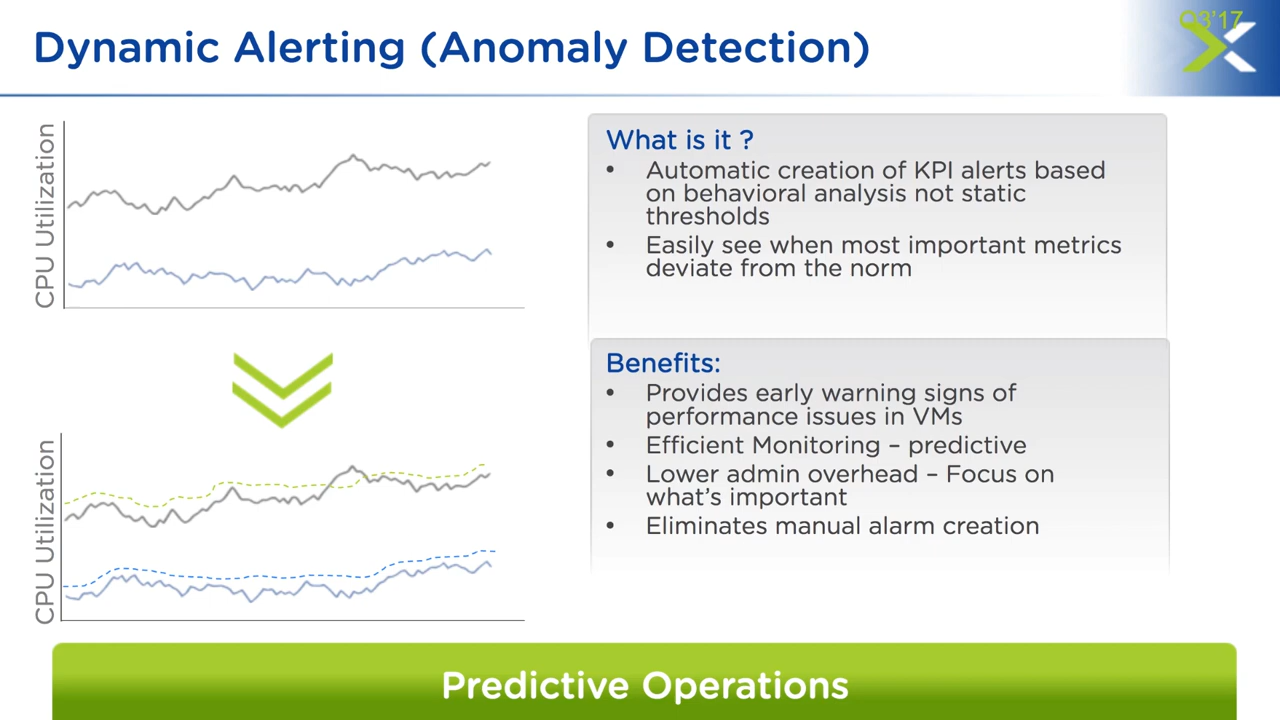 Dynamic Alerting (Anomaly Detection)
Q3’17
CPU Utilization
What is it ?
• Automatic creation of KPI alerts based
on behavioral analysis not static
thresholds
• Easily see when most important metrics
deviate from the norm
CPU Utilization
Benefits:
• Provides early warning signs of
performance issues in VMs
• Efficient Monitoring – predictive
• Lower admin overhead – Focus on
what’s important
• Eliminates manual alarm creation
Predictive Operations